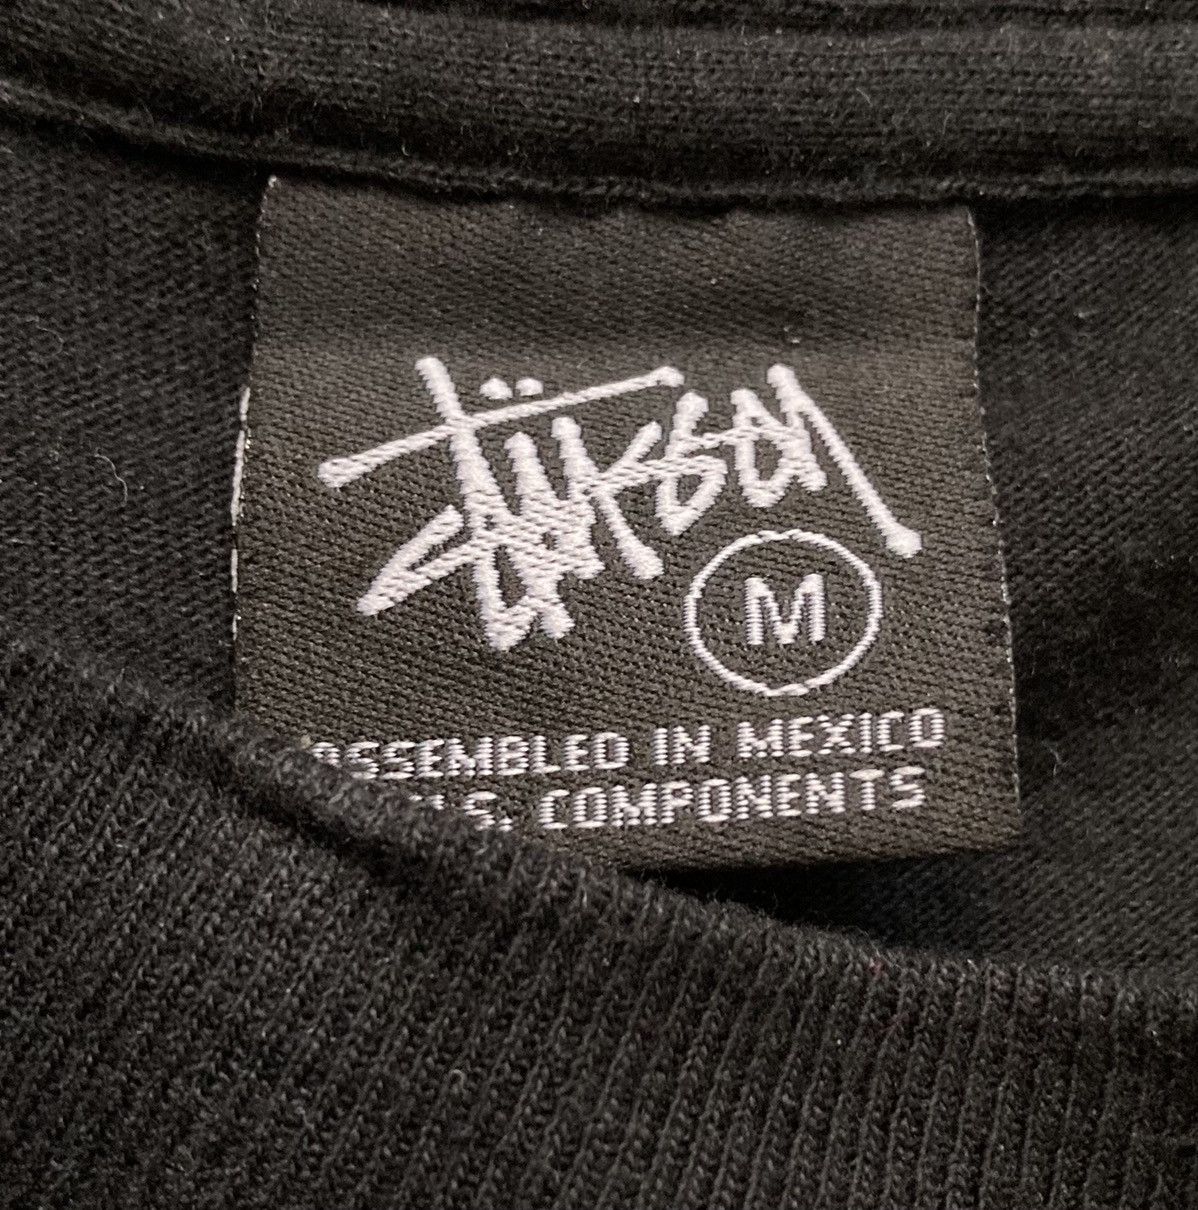 Stüssy
M
ASSEMBLED IN MEXICO
U.S. COMPONENTS